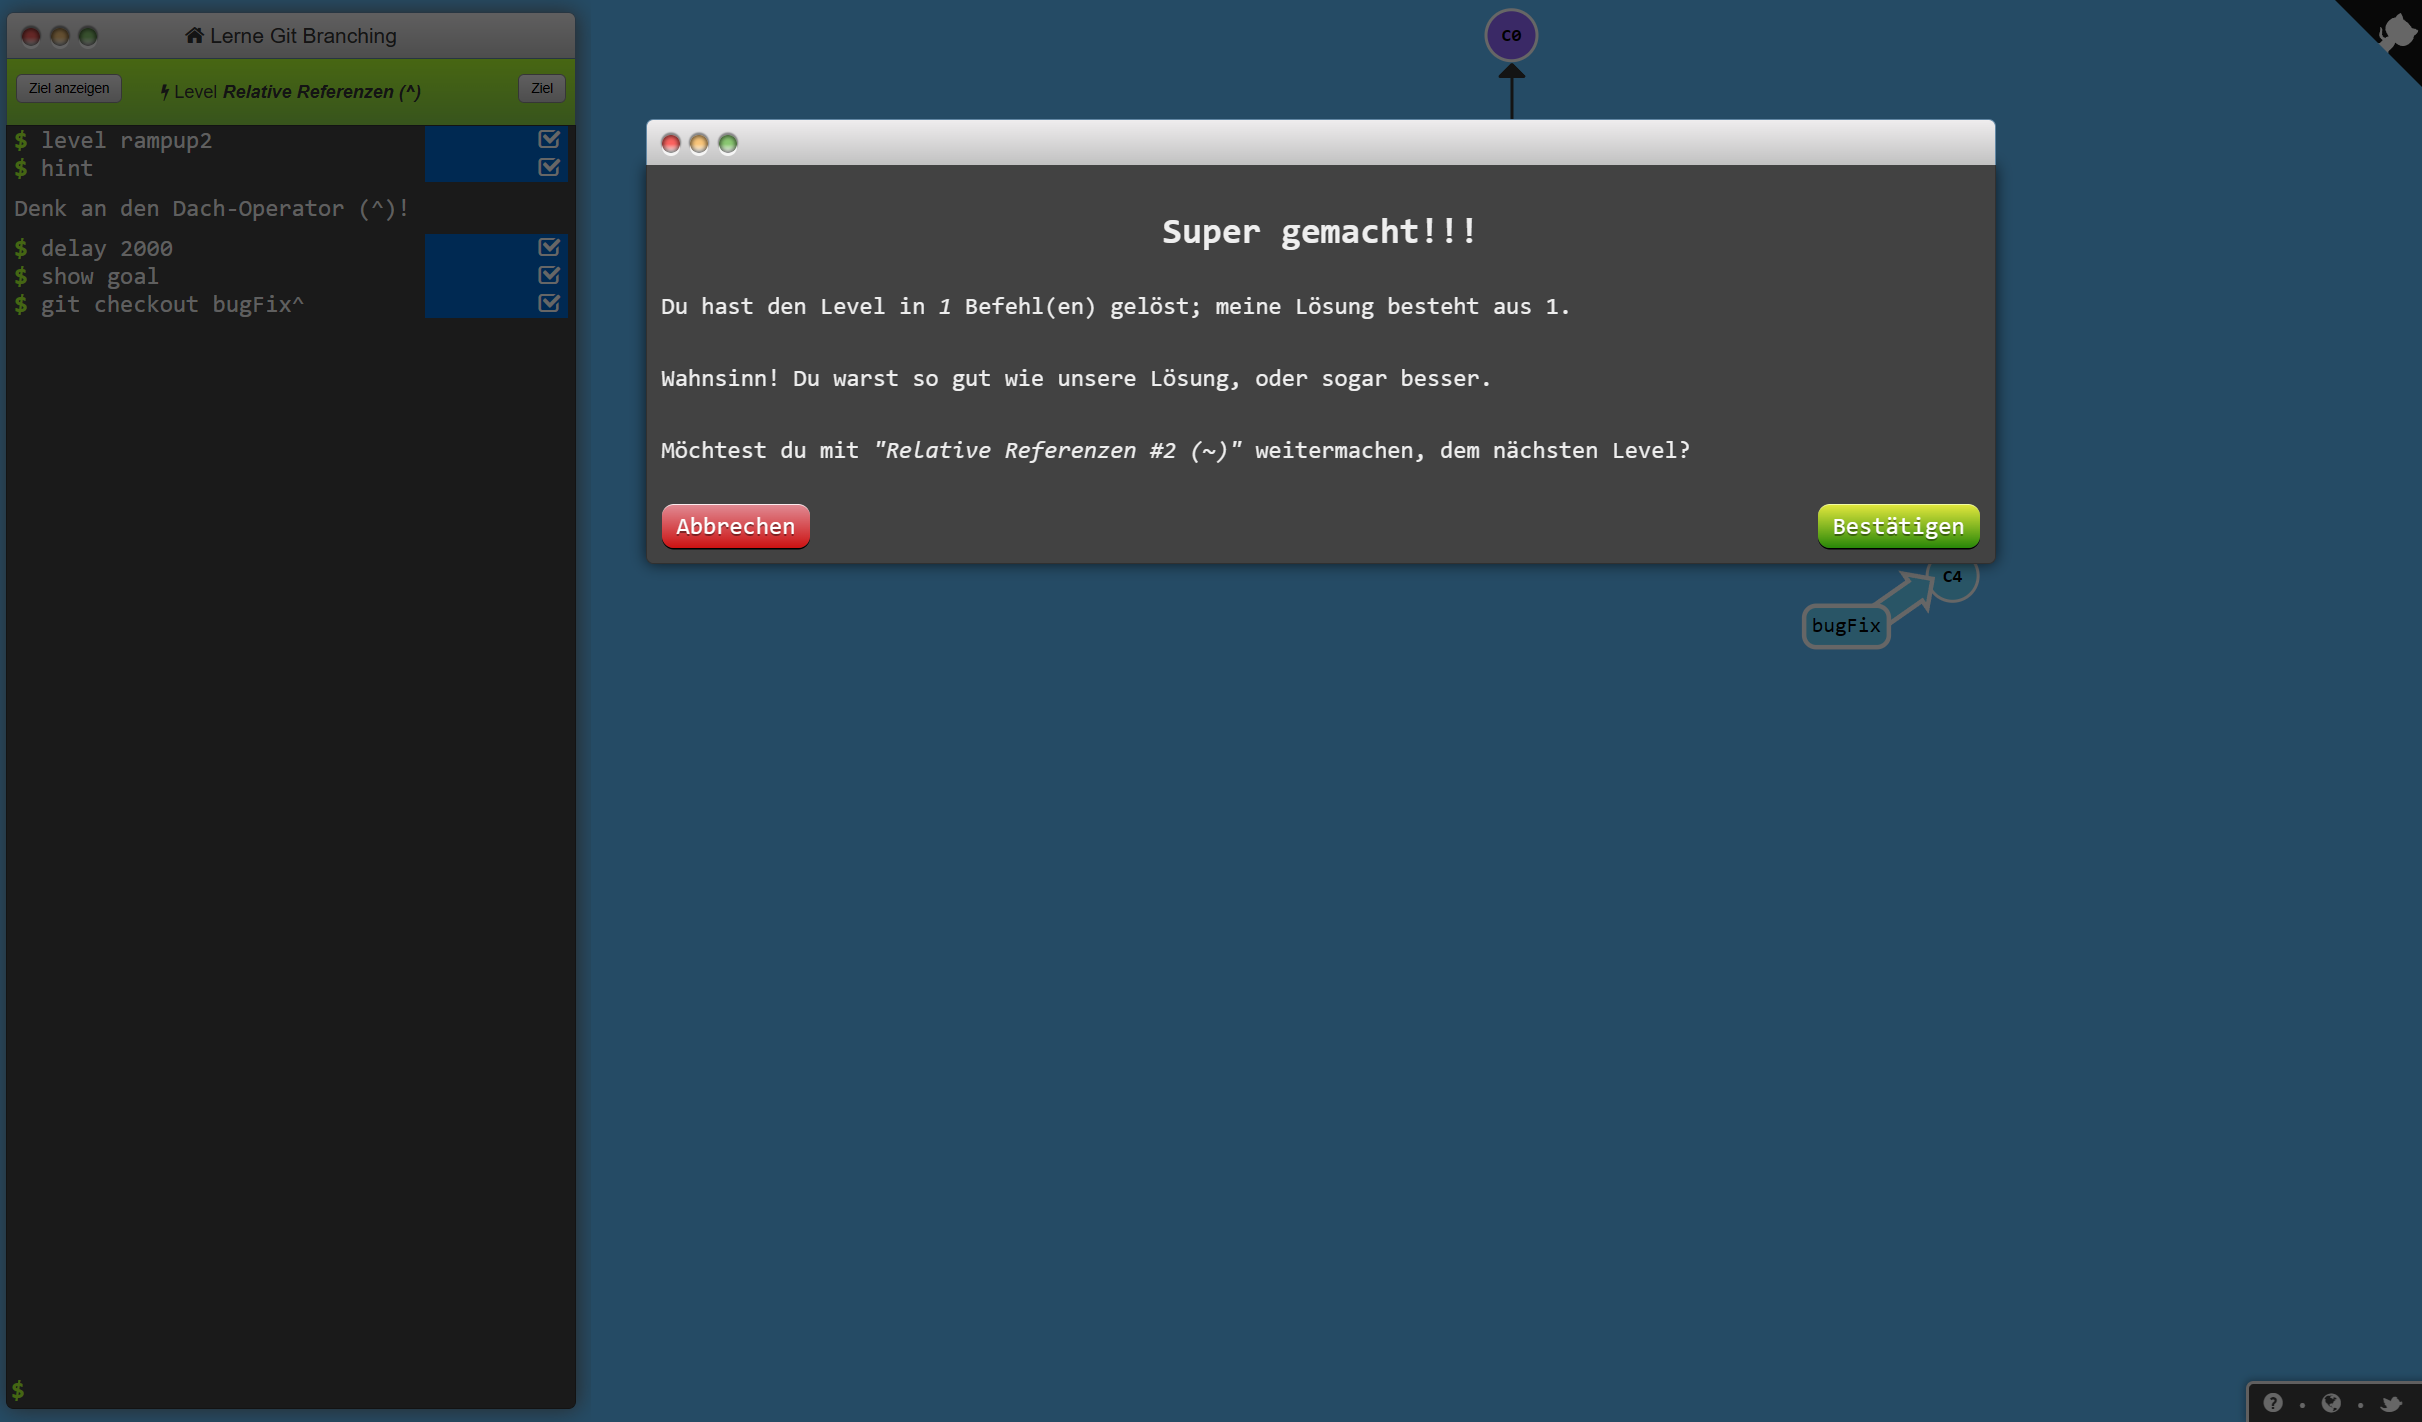 Lerne Git Branching
Ziel anzeigen
Level Relative Referenzen (^)
Ziel
$ level rampup2
$ hint
Denk an den Dach-Operator (^)!
$ delay 2000
$ show goal
$ git checkout bugFix^
$
C0
Super gemacht!!!
Du hast den Level in 1 Befehl(en) gelöst; meine Lösung besteht aus 1.
Wahnsinn! Du warst so gut wie unsere Lösung, oder sogar besser.
Möchtest du mit "Relative Referenzen #2 (~)" weitermachen, dem nächsten Level?
Abbrechen
Bestätigen
C4
bugFix